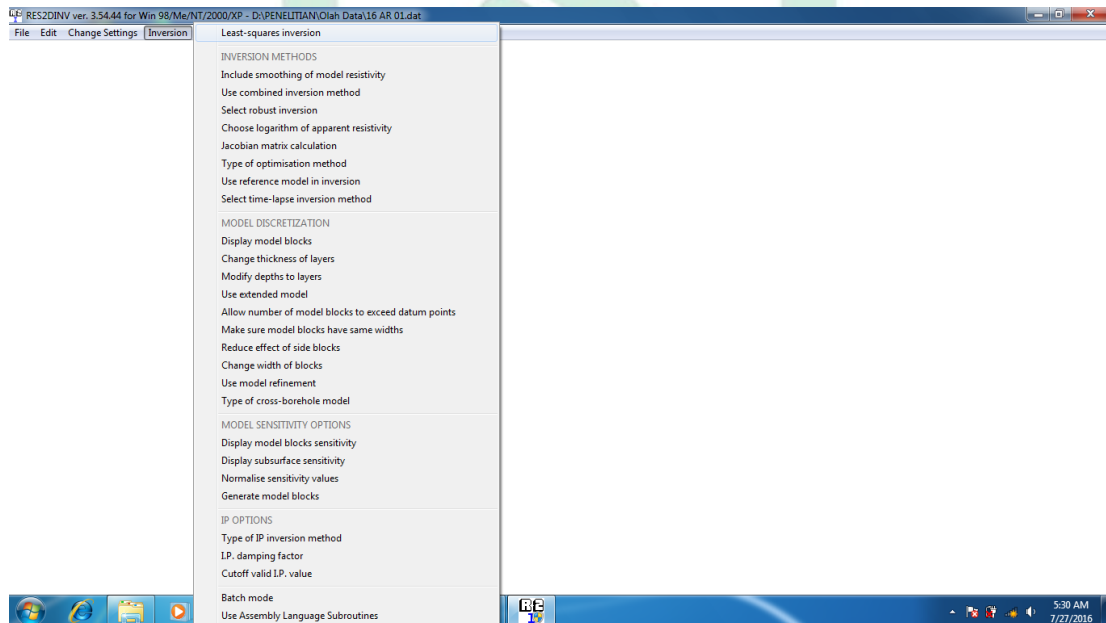 RES2DINV ver. 3.54.44 for Win 98/Me/NT/2000/XP - D:\PENELITIAN\Olah Data\16 AR 01.dat
File Edit Change Settings Inversion
Least-squares inversion
INVERSION METHODS
Include smoothing of model resistivity
Use combined inversion method
Select robust inversion
Choose logarithm of apparent resistivity
Jacobian matrix calculation
Type of optimisation method
Use reference model in inversion
Select time-lapse inversion method
MODEL DISCRETIZATION
Display model blocks
Change thickness of layers
Modify depths to layers
Use extended model
Allow number of model blocks to exceed datum points
Make sure model blocks have same widths
Reduce effect of side blocks
Change width of blocks
Use model refinement
Type of cross-borehole model
MODEL SENSITIVITY OPTIONS
Display model blocks sensitivity
Display subsurface sensitivity
Normalise sensitivity values
Generate model blocks
IP OPTIONS
Type of IP inversion method
I.P. damping factor
Cutoff valid I.P. value
Batch mode
Use Assembly Language Subroutines
5:30 AM
7/27/2016